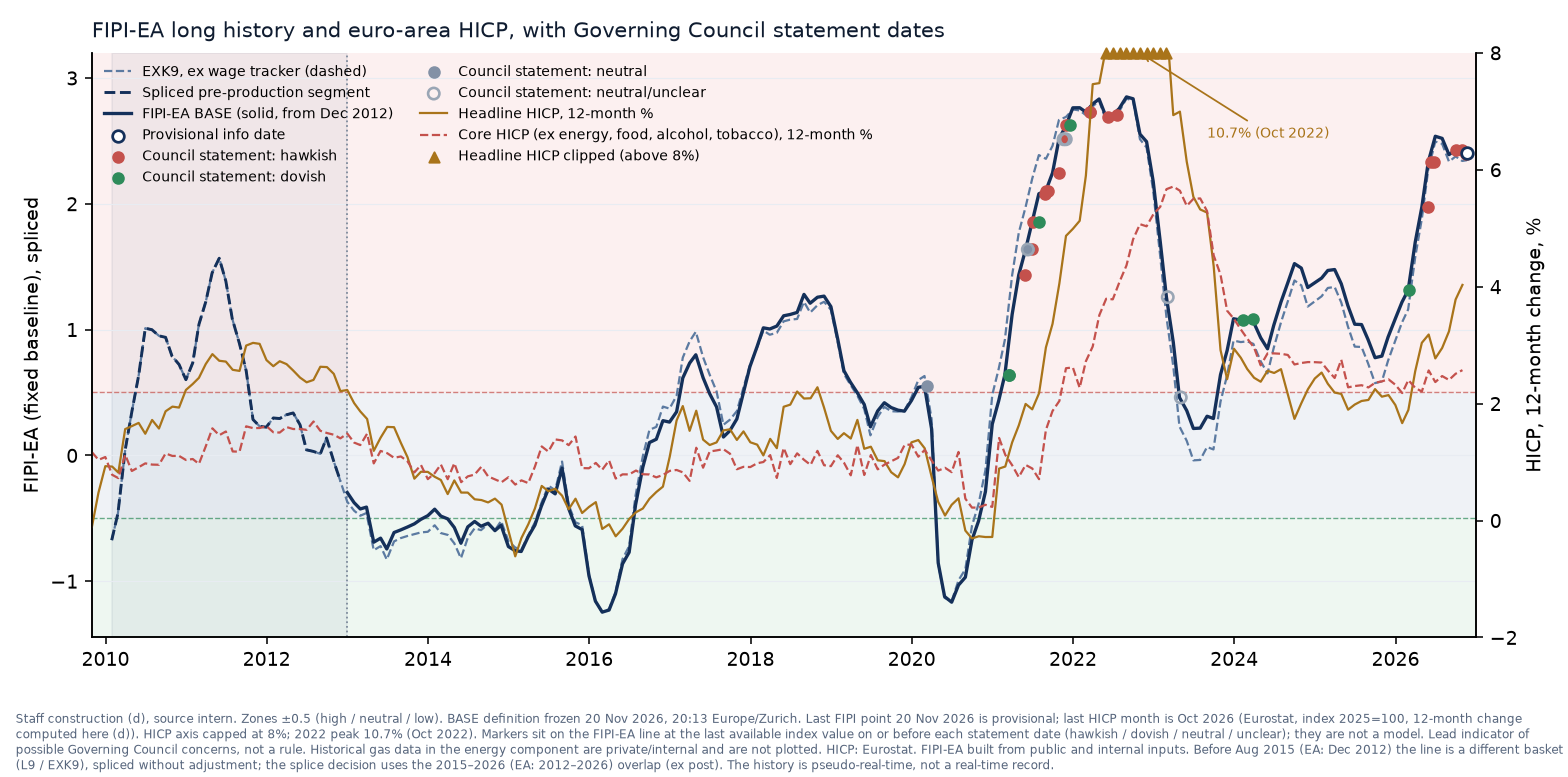 FIPI-EA long history and euro-area HICP, with Governing Council statement dates
EXK9, ex wage tracker (dashed)
Spliced pre-production segment
FIPI-EA BASE (solid, from Dec 2012)
Provisional info date
Council statement: hawkish
Council statement: dovish
Council statement: neutral
Council statement: neutral/unclear
Headline HICP, 12-month %
Core HICP (ex energy, food, alcohol, tobacco), 12-month %
Headline HICP clipped (above 8%)
10.7% (Oct 2022)
FIPI-EA (fixed baseline), spliced
3
2
1
0
−1
HICP, 12-month change, %
8
6
4
2
0
−2
2010 2012 2014 2016 2018 2020 2022 2024 2026
Staff construction (d), source intern. Zones ±0.5 (high / neutral / low). BASE definition frozen 20 Nov 2026, 20:13 Europe/Zurich. Last FIPI point 20 Nov 2026 is provisional; last HICP month is Oct 2026 (Eurostat, index 2025=100, 12-month change
computed here (d)). HICP axis capped at 8%; 2022 peak 10.7% (Oct 2022). Markers sit on the FIPI-EA line at the last available index value on or before each statement date (hawkish / dovish / neutral / unclear); they are not a model. Lead indicator of
possible Governing Council concerns, not a rule. Historical gas data in the energy component are private/internal and are not plotted. HICP: Eurostat. FIPI-EA built from public and internal inputs. Before Aug 2015 (EA: Dec 2012) the line is a different basket
(L9 / EXK9), spliced without adjustment; the splice decision uses the 2015–2026 (EA: 2012–2026) overlap (ex post). The history is pseudo-real-time, not a real-time record.